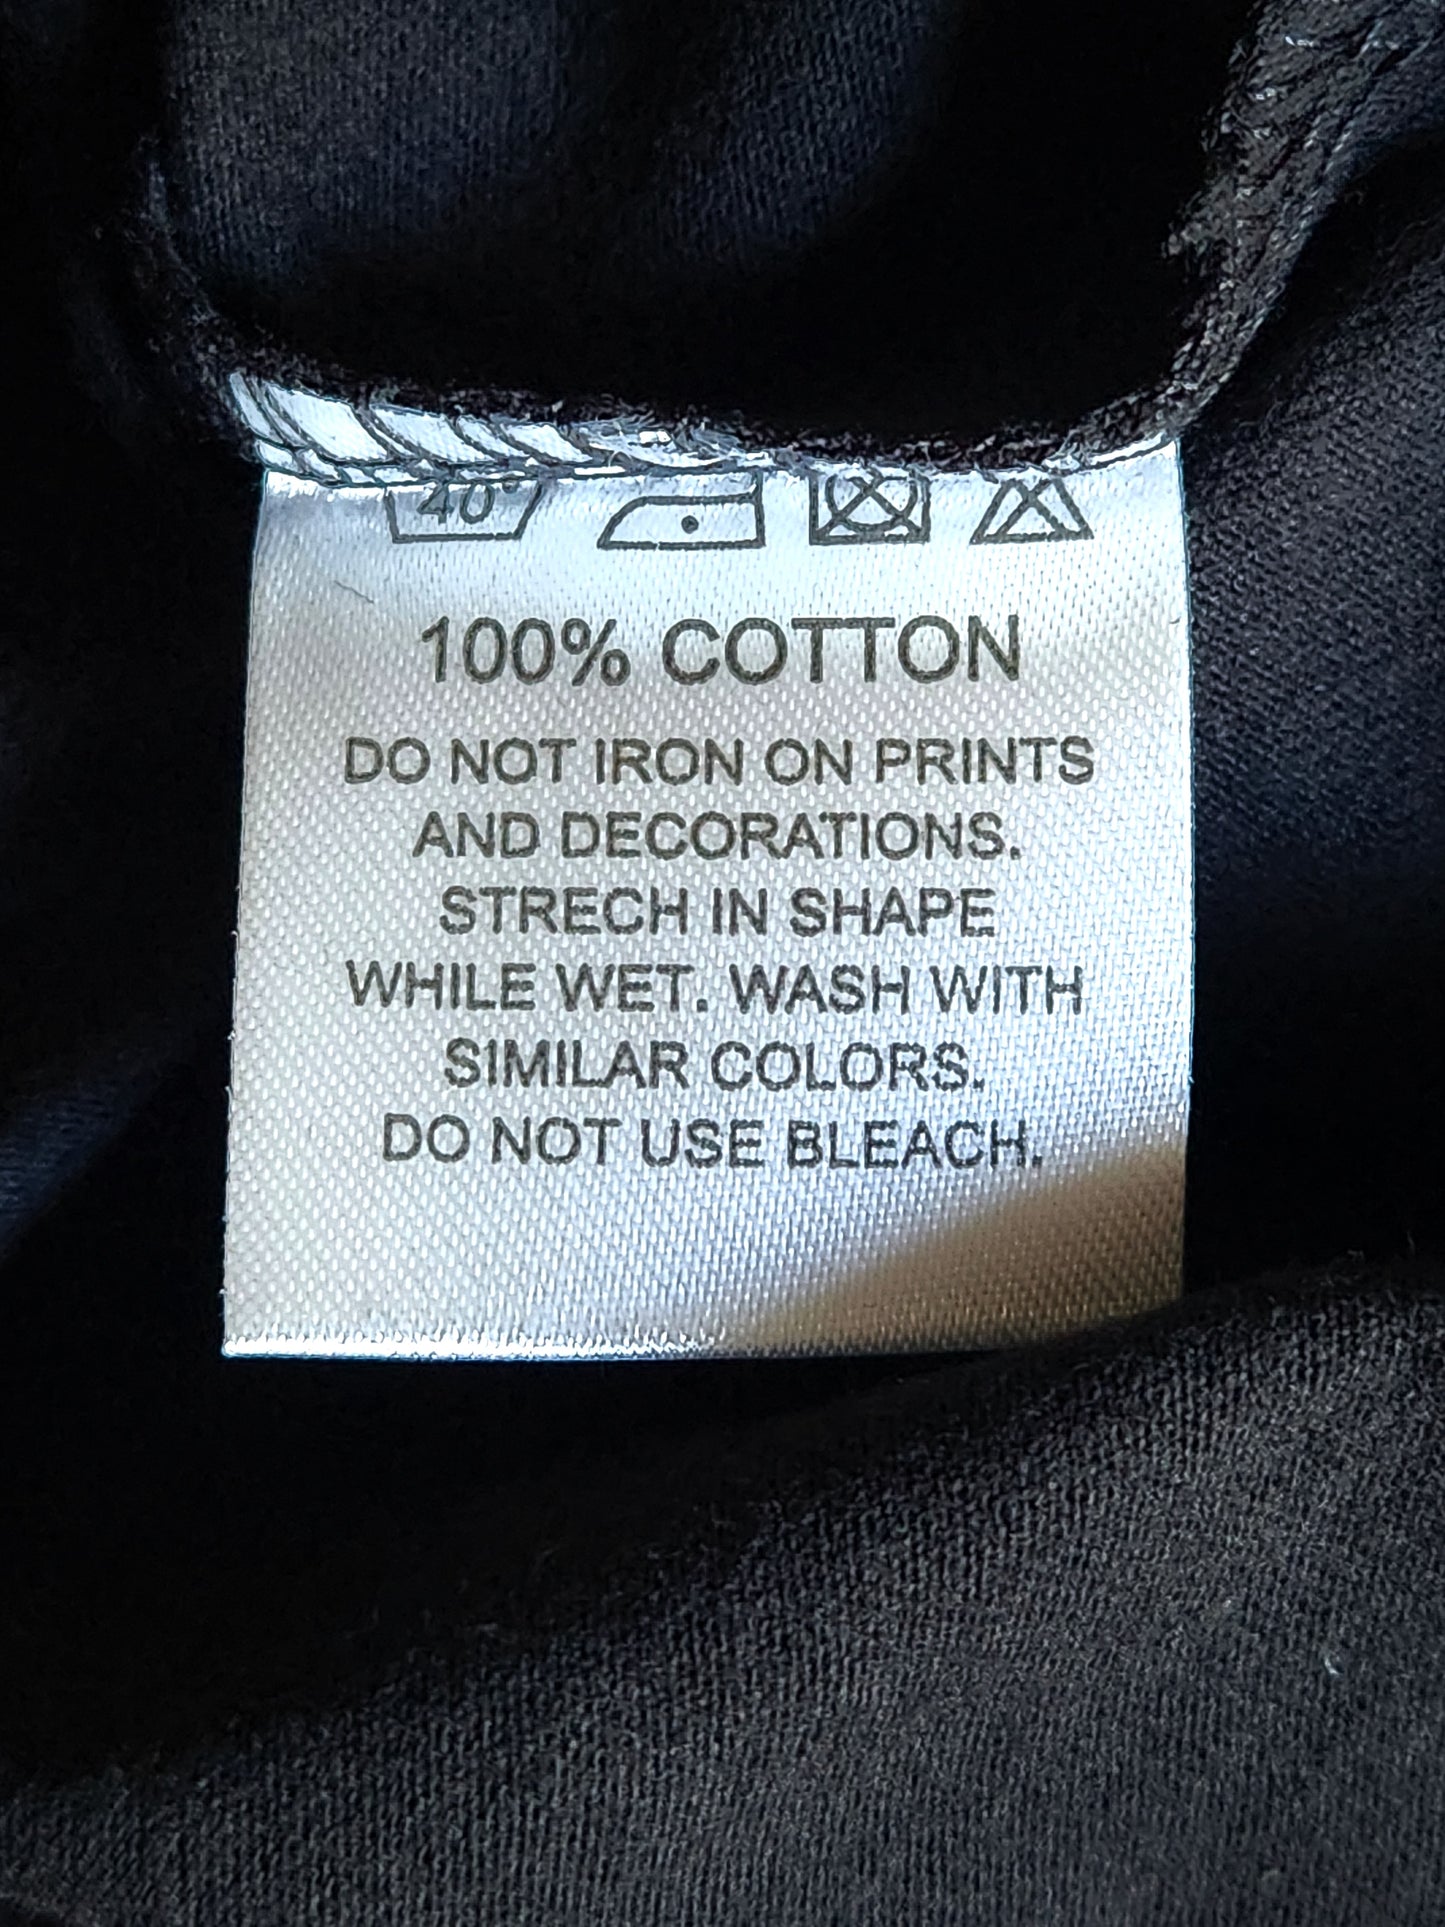 40°
100% COTTON
DO NOT IRON ON PRINTS
AND DECORATIONS.
STRECH IN SHAPE
WHILE WET. WASH WITH
SIMILAR COLORS.
DO NOT USE BLEACH.